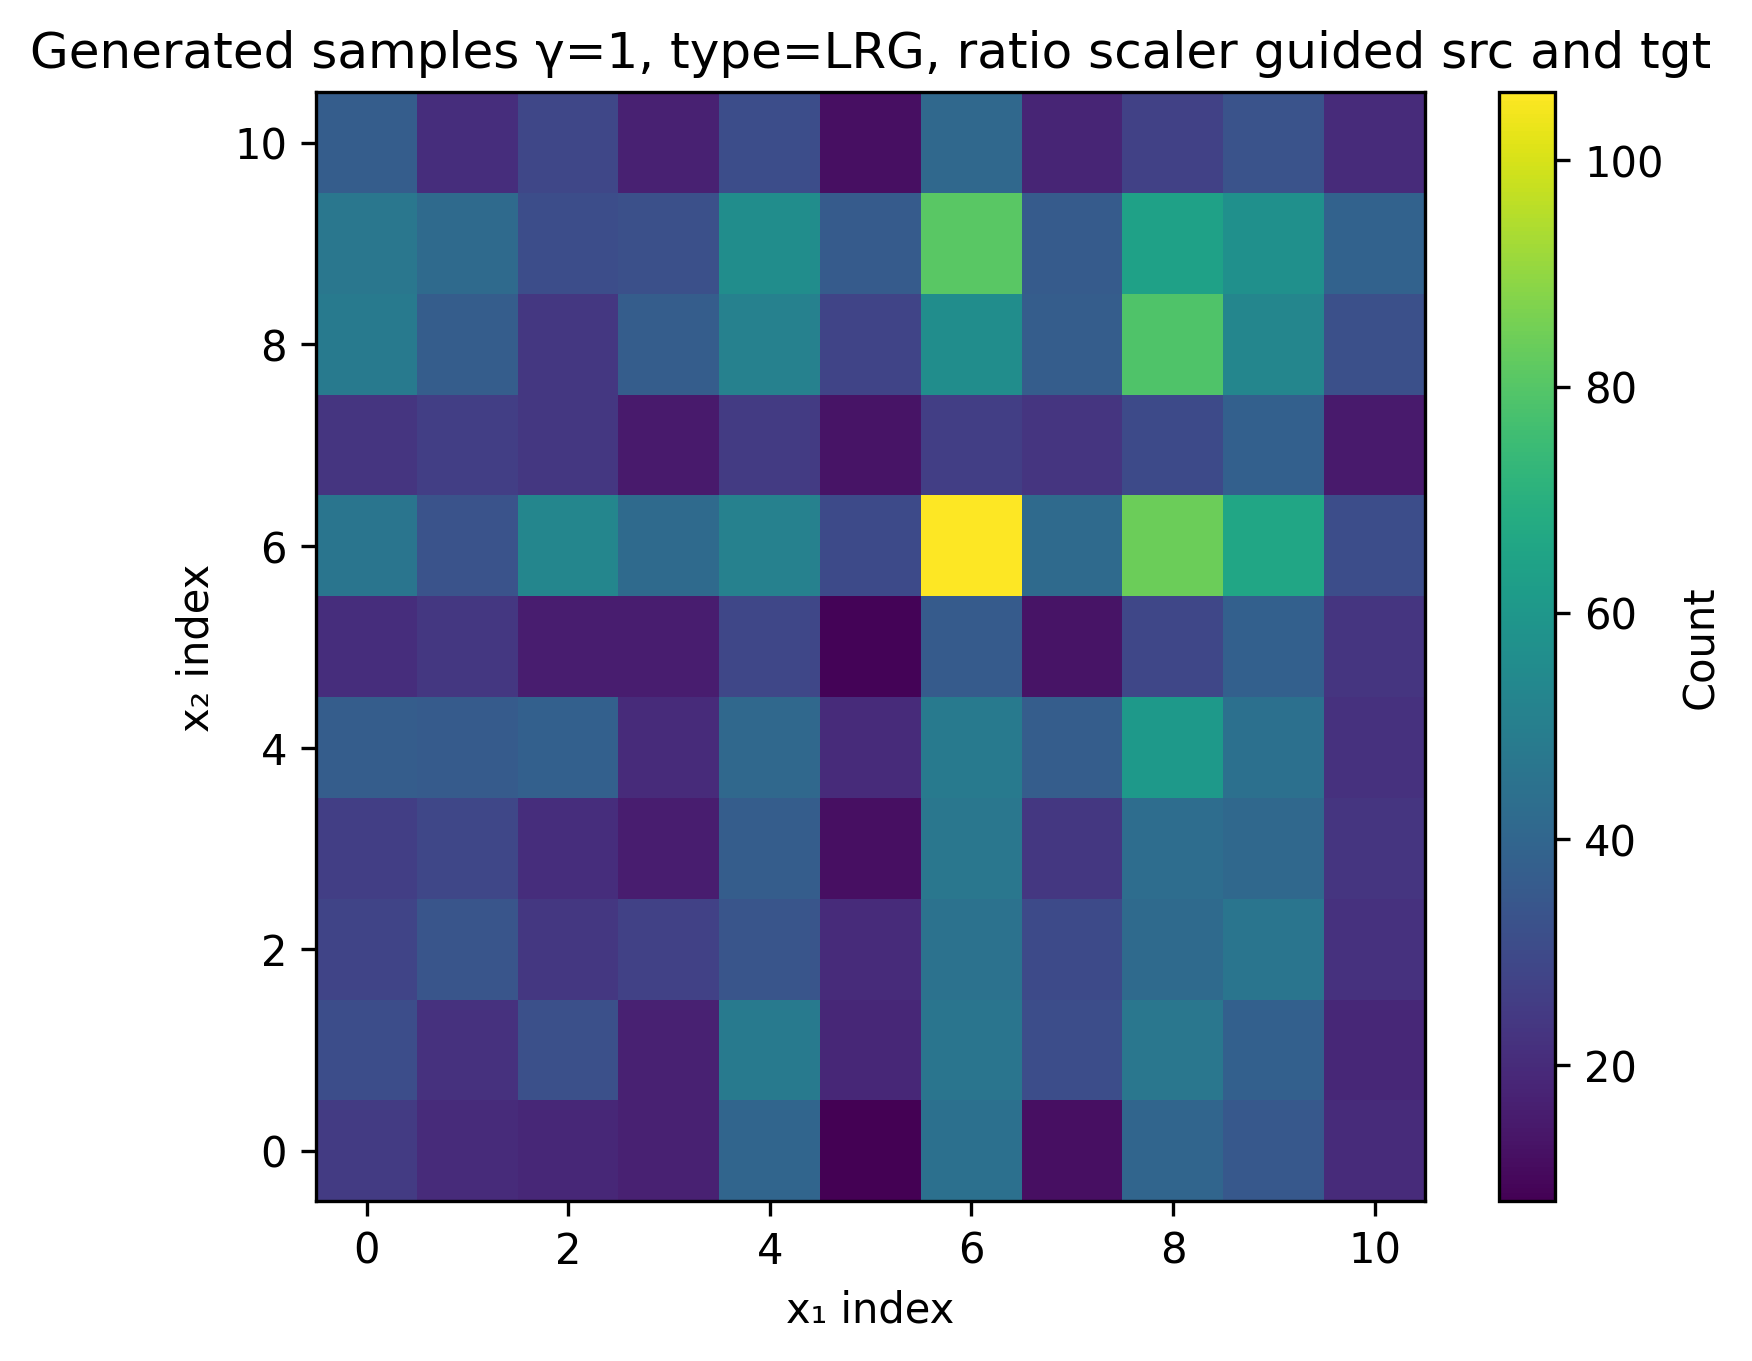 Generated samples γ=1, type=LRG, ratio scaler guided src and tgt
10
8
6
4
2
0
x₂ index
0 2 4 6 8 10
x₁ index
100
80
60
40
20
Count